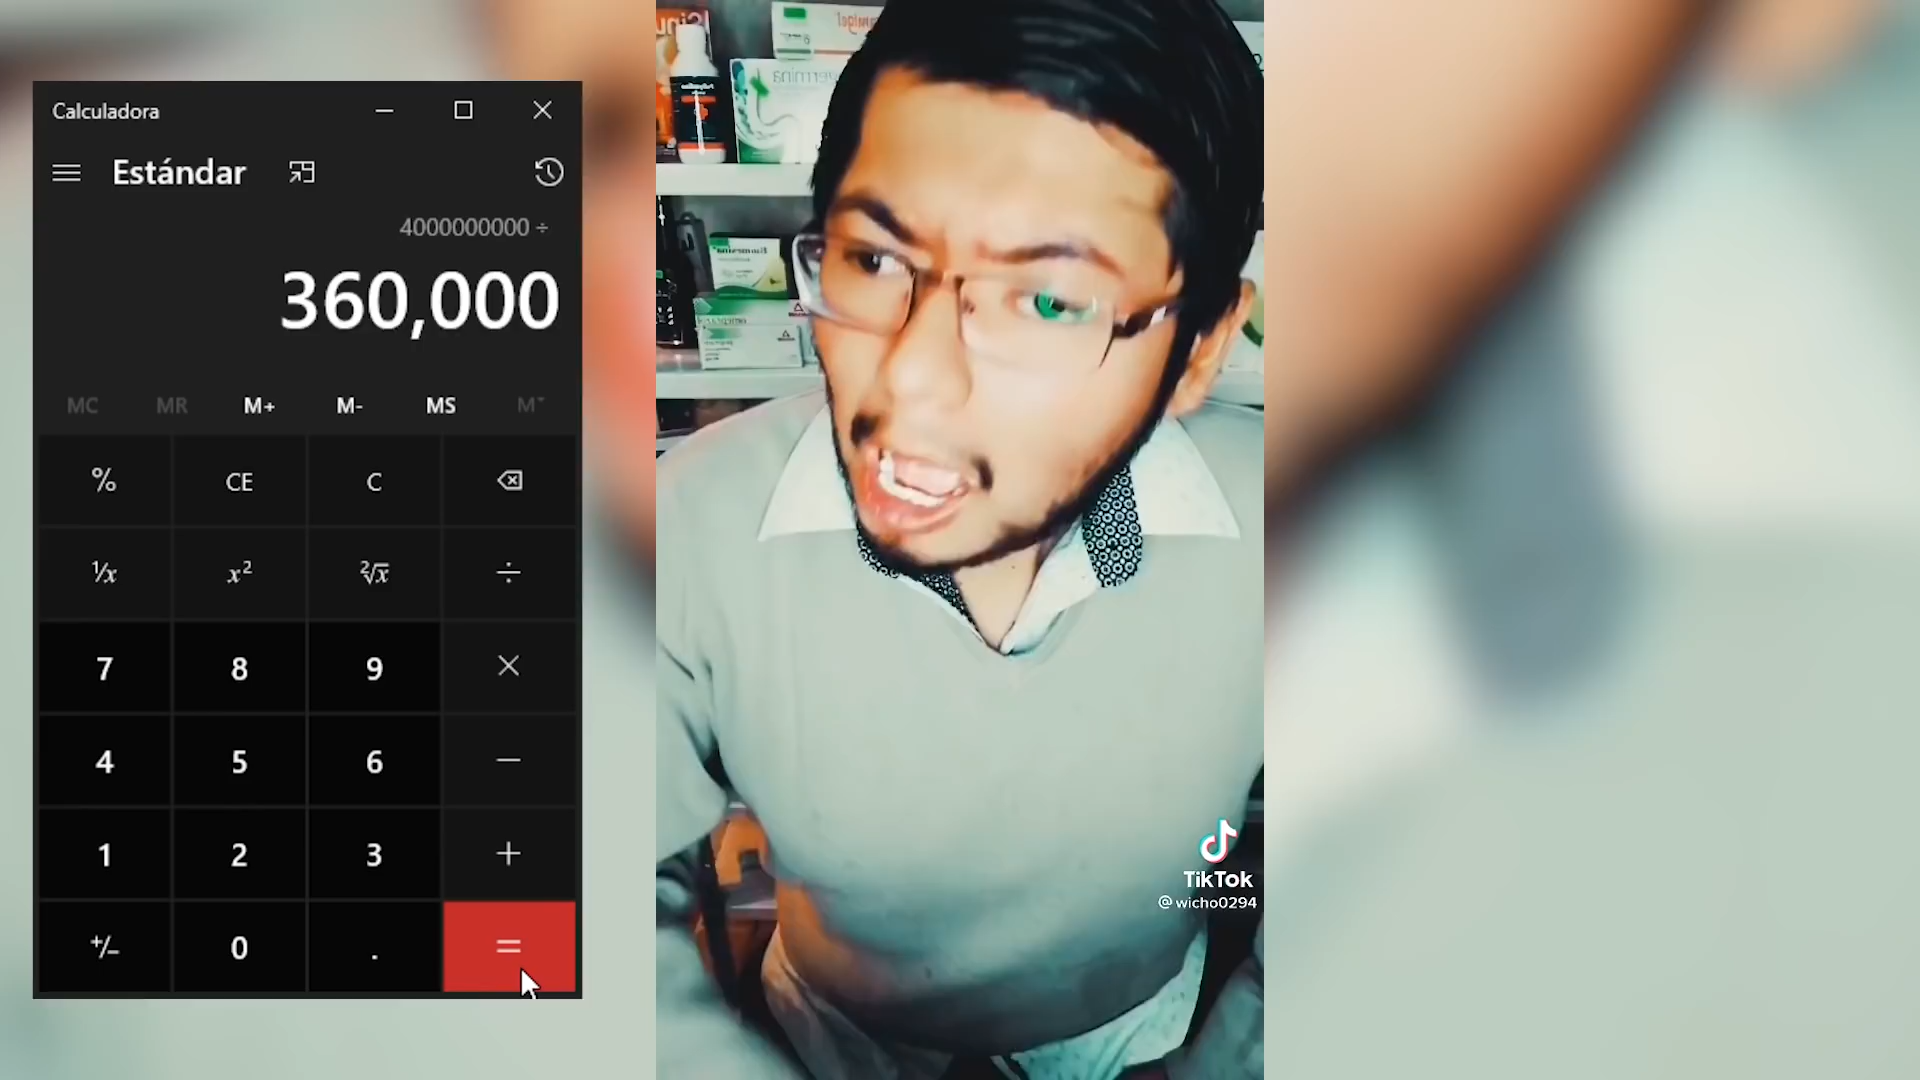 Calculadora
Estándar
4000000000 ÷
360,000
MC MR M+ M- MS M˅
% CE C
⅟x x² ²√x ÷
7 8 9 ×
4 5 6 −
1 2 3 +
+/− 0 . =
TikTok
@wicho0294